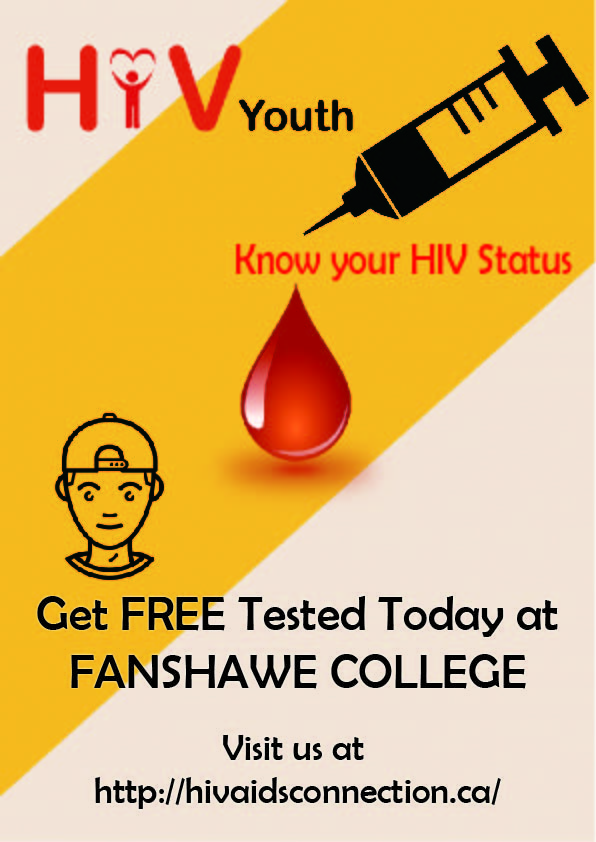 HIV Youth
Know your HIV Status
Get FREE Tested Today at
FANSHAWE COLLEGE
Visit us at
http://hivaidsconnection.ca/